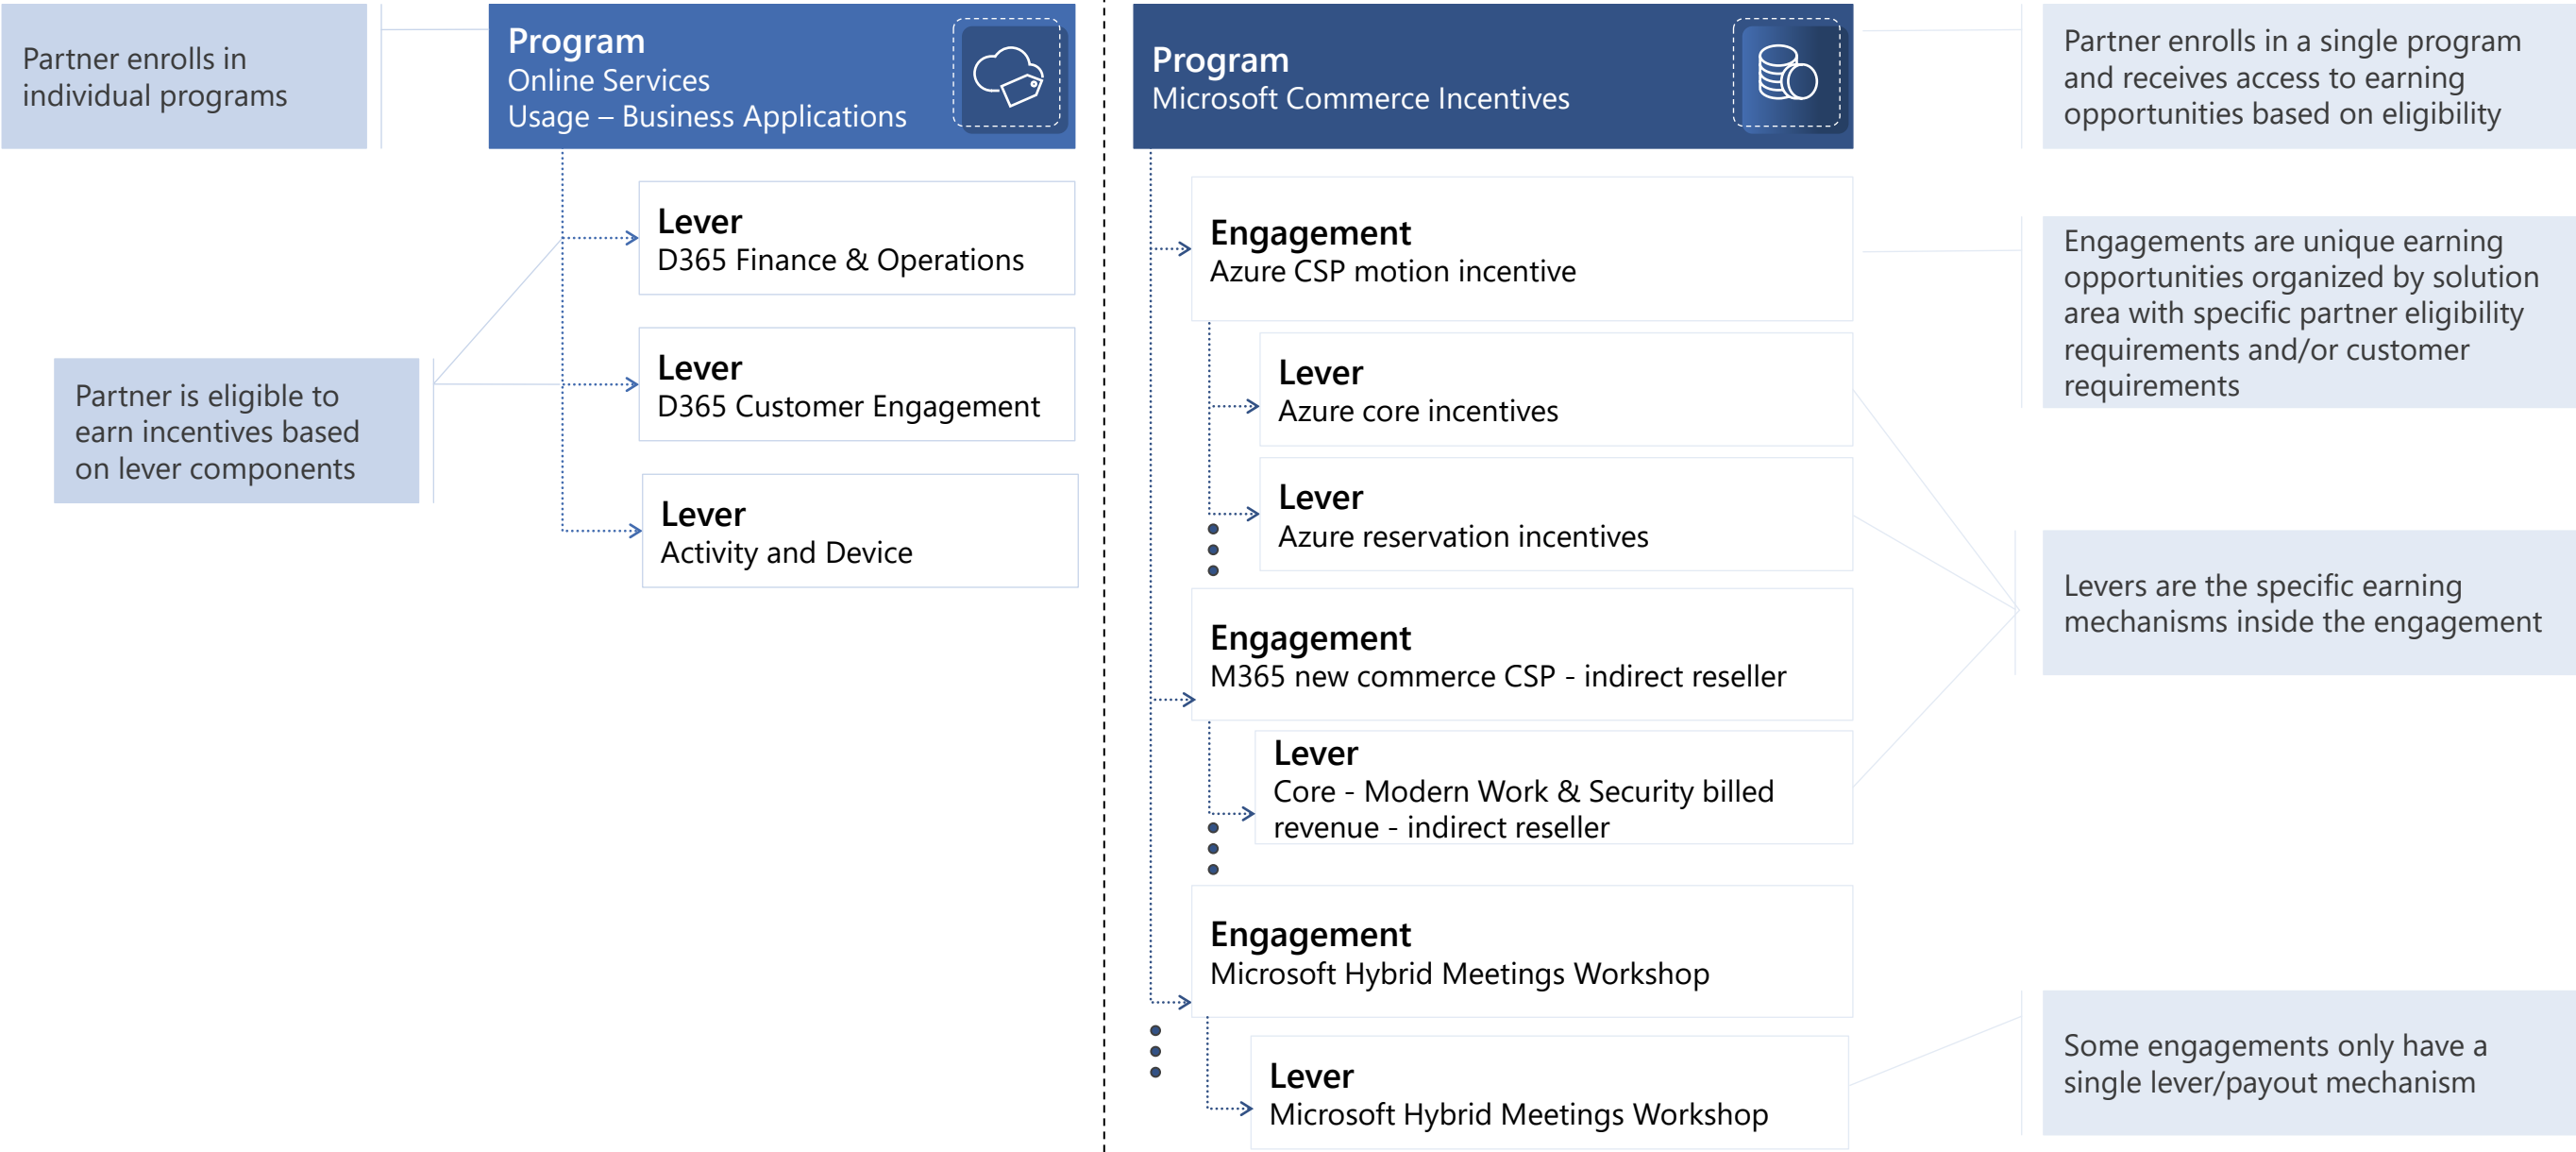 Partner enrolls in
individual programs
Program
Online Services
Usage – Business Applications
Lever
D365 Finance & Operations
Lever
D365 Customer Engagement
Partner is eligible to
earn incentives based
on lever components
Lever
Activity and Device
Program
Microsoft Commerce Incentives
Partner enrolls in a single program
and receives access to earning
opportunities based on eligibility
Engagement
Azure CSP motion incentive
Engagements are unique earning
opportunities organized by solution
area with specific partner eligibility
requirements and/or customer
requirements
Lever
Azure core incentives
Lever
Azure reservation incentives
Levers are the specific earning
mechanisms inside the engagement
Engagement
M365 new commerce CSP - indirect reseller
Lever
Core - Modern Work & Security billed
revenue - indirect reseller
Engagement
Microsoft Hybrid Meetings Workshop
Lever
Microsoft Hybrid Meetings Workshop
Some engagements only have a
single lever/payout mechanism